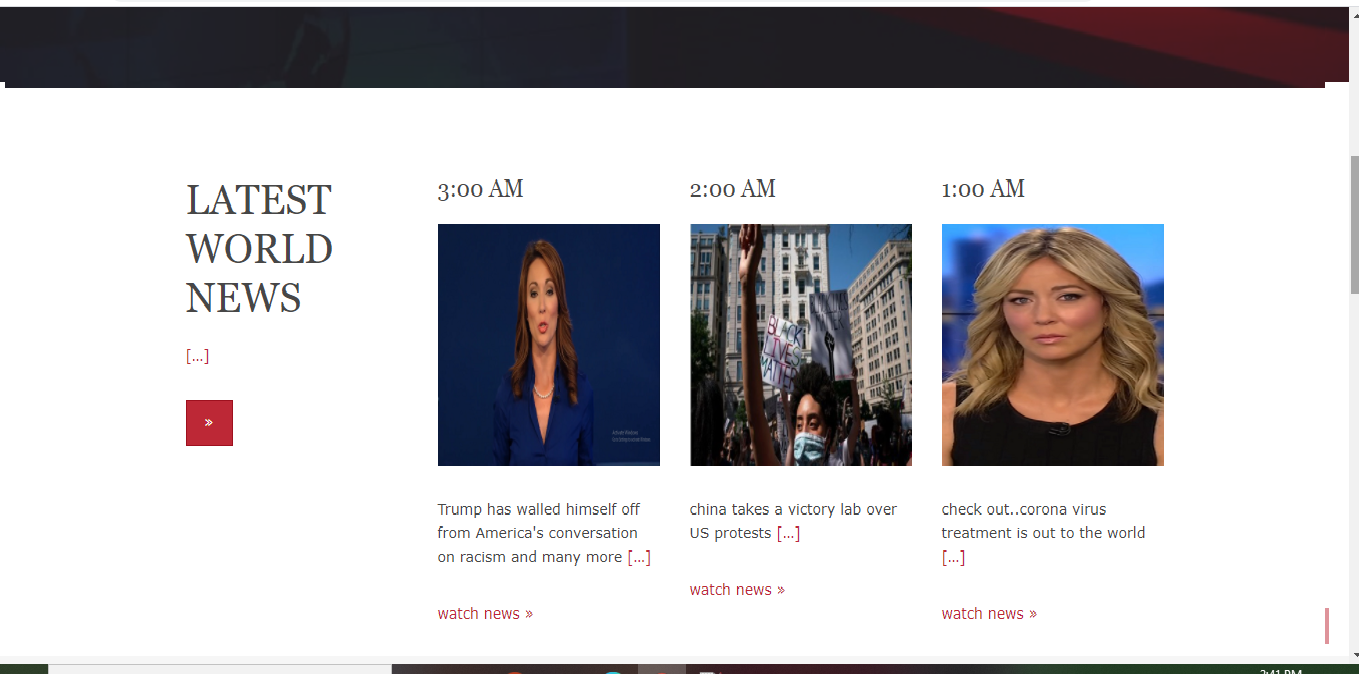 LATEST
WORLD
NEWS
[...]
»
3:00 AM
Trump has walled himself off
from America's conversation
on racism and many more [...]
watch news »
2:00 AM
BLACK
LIVES
MATTER
china takes a victory lab over
US protests [...]
watch news »
1:00 AM
check out..corona virus
treatment is out to the world
[...]
watch news »